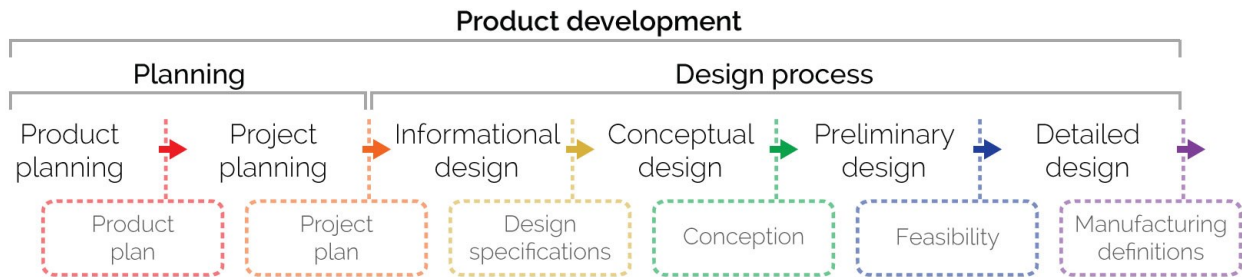 Product development
Planning
Design process
Product
planning
Project
planning
Informational
design
Conceptual
design
Preliminary
design
Detailed
design
Product
plan
Project
plan
Design
specifications
Conception
Feasibility
Manufacturing
definitions